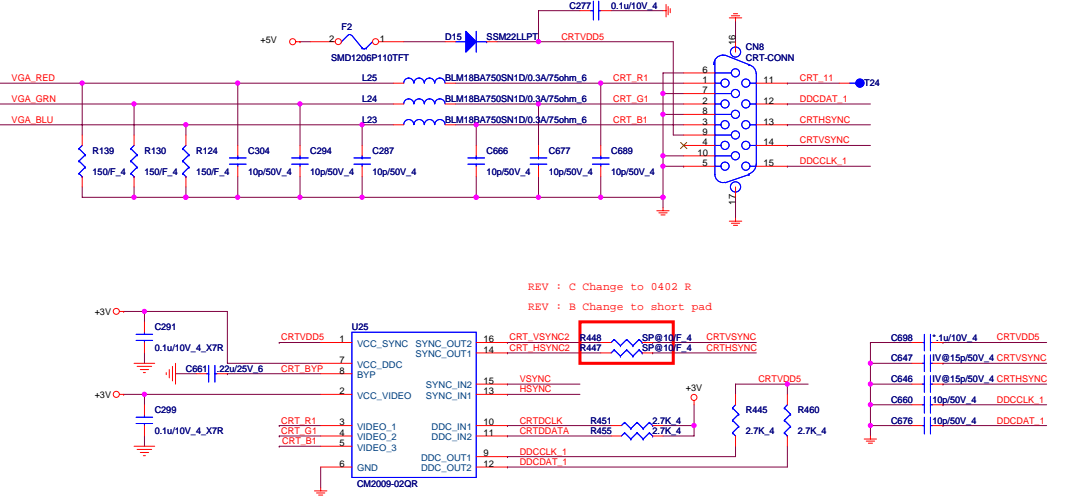 C277 0.1u/10V_4
F2
+5V 2 1 D15 SSM22LLPT CRTVDD5
SMD1206P110TFT
16
CN8
CRT-CONN
VGA_RED L25 BLM18BA750SN1D/0.3A/75ohm_6 CRT_R1 6 1 11 CRT_11 T24
VGA_GRN L24 BLM18BA750SN1D/0.3A/75ohm_6 CRT_G1 7 2 12 DDCDAT_1
VGA_BLU L23 BLM18BA750SN1D/0.3A/75ohm_6 CRT_B1 8 3 13 CRTHSYNC
9 4 14 CRTVSYNC
10 5 15 DDCCLK_1
R139 R130 R124 C304 C294 C287 C666 C677 C689
150/F_4 150/F_4 150/F_4 10p/50V_4 10p/50V_4 10p/50V_4 10p/50V_4 10p/50V_4 10p/50V_4
17
REV : C Change to 0402 R
REV : B Change to short pad
+3V
C291
0.1u/10V_4_X7R
C661 .22u/25V_6 CRT_BYP
+3V
C299
0.1u/10V_4_X7R
U25
CRTVDD5 1 VCC_SYNC SYNC_OUT2 16 CRT_VSYNC2 R448 SP@10/F_4 CRTVSYNC
SYNC_OUT1 14 CRT_HSYNC2 R447 SP@10/F_4 CRTHSYNC
7 VCC_DDC
8 BYP SYNC_IN2 15 VSYNC
2 VCC_VIDEO SYNC_IN1 13 HSYNC
CRT_R1 3 VIDEO_1 DDC_IN1 10 CRTDCLK R451 2.7K_4
CRT_G1 4 VIDEO_2 DDC_IN2 11 CRTDDATA R455 2.7K_4
CRT_B1 5 VIDEO_3
DDC_OUT1 9 DDCCLK_1
6 GND DDC_OUT2 12 DDCDAT_1
CM2009-02QR
+3V
CRTVDD5
R445 R460
2.7K_4 2.7K_4
C698 *.1u/10V_4 CRTVDD5
C647 IV@15p/50V_4 CRTVSYNC
C646 IV@15p/50V_4 CRTHSYNC
C660 10p/50V_4 DDCCLK_1
C676 10p/50V_4 DDCDAT_1